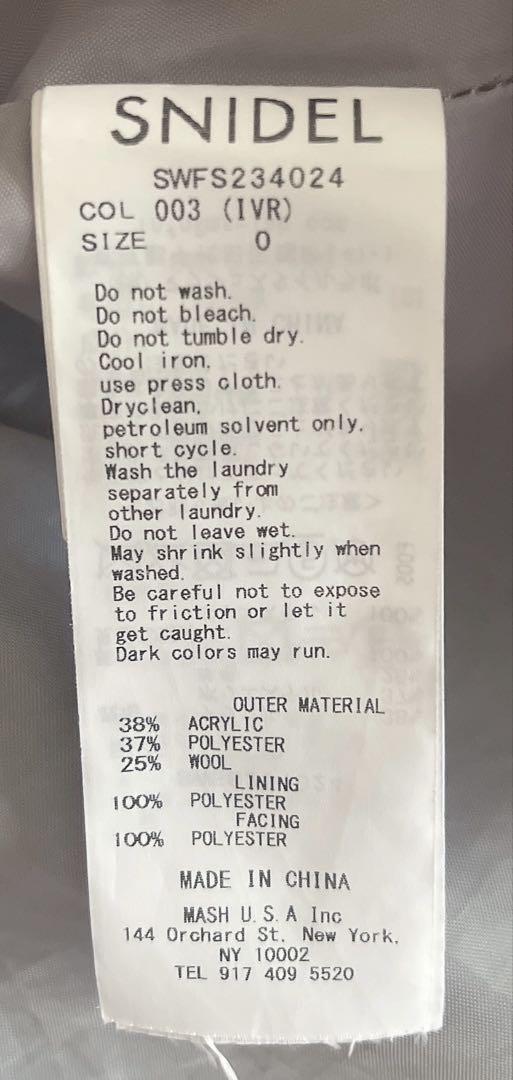 SNIDEL
SWFS234024
COL 003 (IVR)
SIZE 0
Do not wash.
Do not bleach.
Do not tumble dry.
Cool iron.
use press cloth.
Dryclean,
petroleum solvent only.
short cycle.
Wash the laundry
separately from
other laundry.
Do not leave wet.
May shrink slightly when
washed.
Be careful not to expose
to friction or let it
get caught.
Dark colors may run.
OUTER MATERIAL
38% ACRYLIC
37% POLYESTER
25% WOOL
LINING
100% POLYESTER
FACING
100% POLYESTER
MADE IN CHINA
MASH U.S.A Inc
144 Orchard St. New York,
NY 10002
TEL 917 409 5520